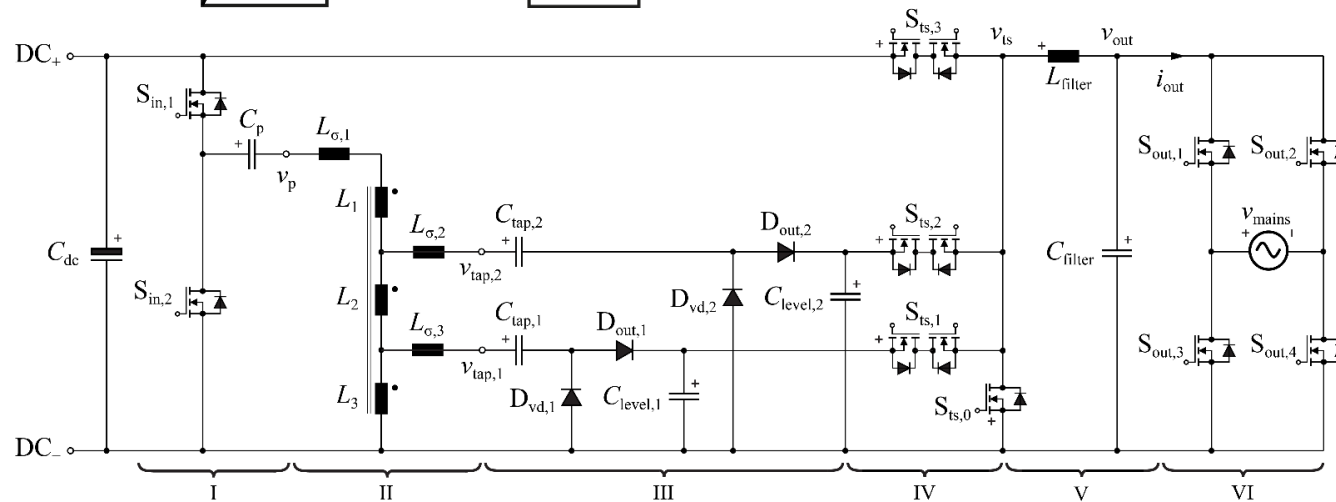 S_ts,3
v_ts
v_out
DC_+
L_filter
i_out
S_in,1
C_p
L_σ,1
v_p
S_out,1
S_out,2
L_1
C_tap,2
D_out,2
S_ts,2
L_σ,2
v_mains
C_dc
v_tap,2
C_filter
S_in,2
L_2
D_vd,2
C_level,2
C_tap,1
D_out,1
S_ts,1
L_σ,3
S_out,3
S_out,4
v_tap,1
L_3
D_vd,1
C_level,1
S_ts,0
DC_−
I
II
III
IV
V
VI